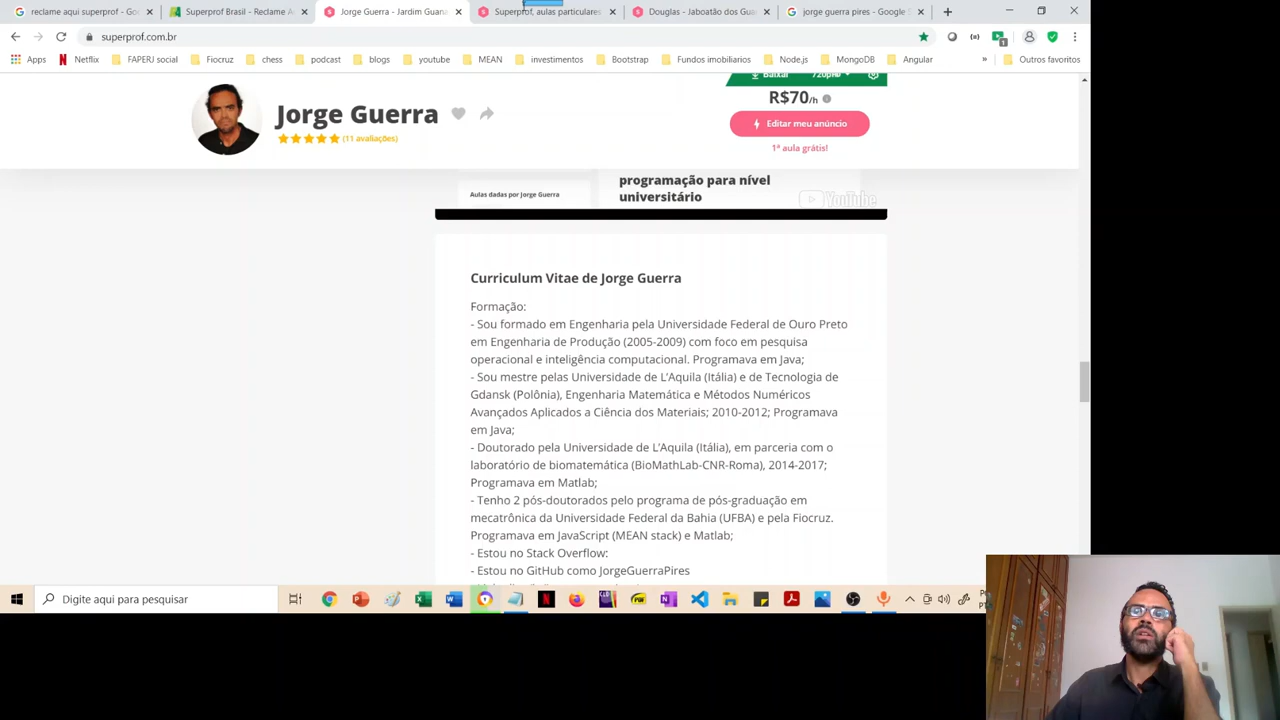 reclame aqui superprof - Go
Superprof Brasil - Reclame A
Jorge Guerra - Jardim Guana
Superprof, aulas particulares
Douglas - Jaboatão dos Gua
jorge guerra pires - Google S
superprof.com.br
Apps
Netflix
FAPERJ social
Fiocruz
chess
podcast
blogs
youtube
MEAN
investimentos
Bootstrap
Fundos imobiliarios
Node.js
MongoDB
Angular
»
Outros favoritos
Baixar 720p
Jorge Guerra
(11 avaliações)
R$70/h
Editar meu anúncio
1ª aula grátis!
Aulas dadas por Jorge Guerra
programação para nível
universitário
YouTube
Curriculum Vitae de Jorge Guerra
Formação:
- Sou formado em Engenharia pela Universidade Federal de Ouro Preto
em Engenharia de Produção (2005-2009) com foco em pesquisa
operacional e inteligência computacional. Programava em Java;
- Sou mestre pelas Universidade de L’Aquila (Itália) e de Tecnologia de
Gdansk (Polônia), Engenharia Matemática e Métodos Numéricos
Avançados Aplicados a Ciência dos Materiais; 2010-2012; Programava
em Java;
- Doutorado pela Universidade de L’Aquila (Itália), em parceria com o
laboratório de biomatemática (BioMathLab-CNR-Roma), 2014-2017;
Programava em Matlab;
- Tenho 2 pós-doutorados pelo programa de pós-graduação em
mecatrônica da Universidade Federal da Bahia (UFBA) e pela Fiocruz.
Programava em JavaScript (MEAN stack) e Matlab;
- Estou no Stack Overflow:
- Estou no GitHub como JorgeGuerraPires
Digite aqui para pesquisar